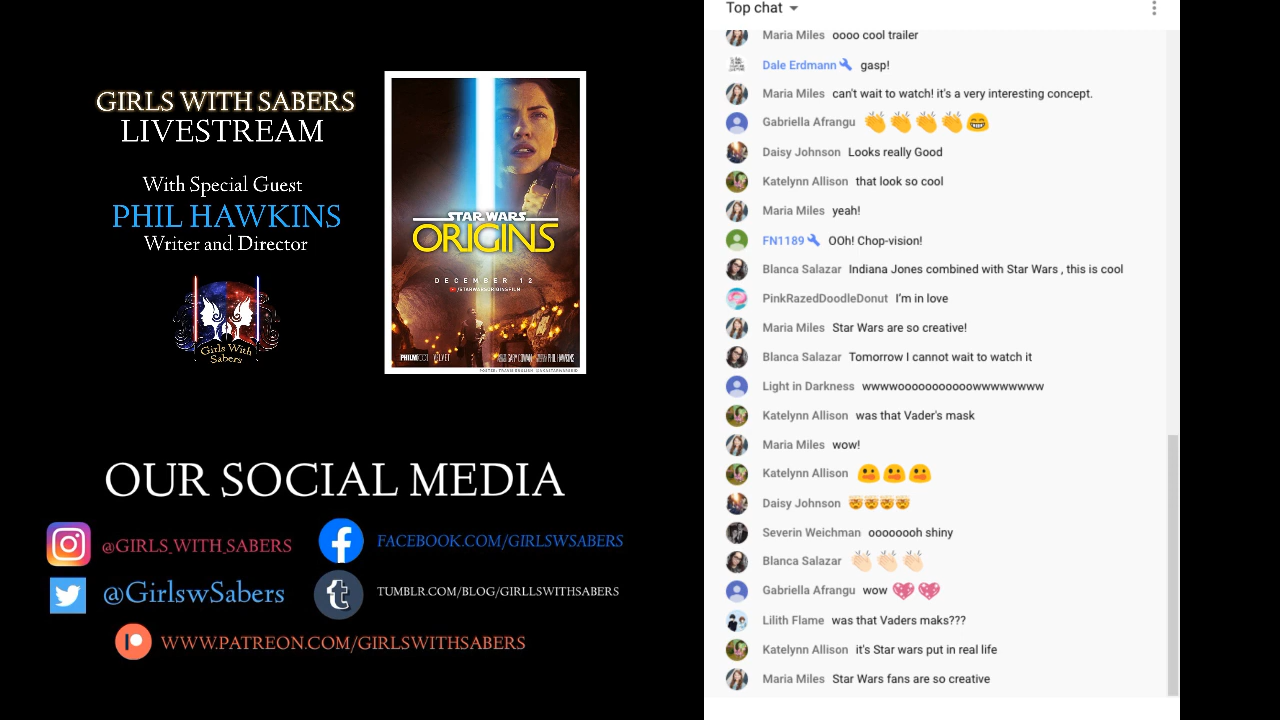 GIRLS WITH SABERS
LIVESTREAM
With Special Guest
PHIL HAWKINS
Writer and Director
Girls With
Sabers
STAR WARS
ORIGINS
DECEMBER 12
/STARWARSORIGINSFILM
PHIL HAWKINS
OUR SOCIAL MEDIA
@GIRLS_WITH_SABERS
FACEBOOK.COM/GIRLSWSABERS
@GirlswSabers
TUMBLR.COM/BLOG/GIRLLSWITHSABERS
WWW.PATREON.COM/GIRLSWITHSABERS
Top chat
Maria Miles oooo cool trailer
Dale Erdmann gasp!
Maria Miles can't wait to watch! it's a very interesting concept.
Gabriella Afrangu 👏👏👏👏😂
Daisy Johnson Looks really Good
Katelynn Allison that look so cool
Maria Miles yeah!
FN1189 OOh! Chop-vision!
Blanca Salazar Indiana Jones combined with Star Wars , this is cool
PinkRazedDoodleDonut I'm in love
Maria Miles Star Wars are so creative!
Blanca Salazar Tomorrow I cannot wait to watch it
Light in Darkness wwwwooooooooooowwwwwwww
Katelynn Allison was that Vader's mask
Maria Miles wow!
Katelynn Allison
Daisy Johnson 🤯🤯🤯🤯
Severin Weichman oooooooh shiny
Blanca Salazar 👏🏻👏🏻👏🏻
Gabriella Afrangu wow 💖💖
Lilith Flame was that Vaders maks???
Katelynn Allison it's Star wars put in real life
Maria Miles Star Wars fans are so creative